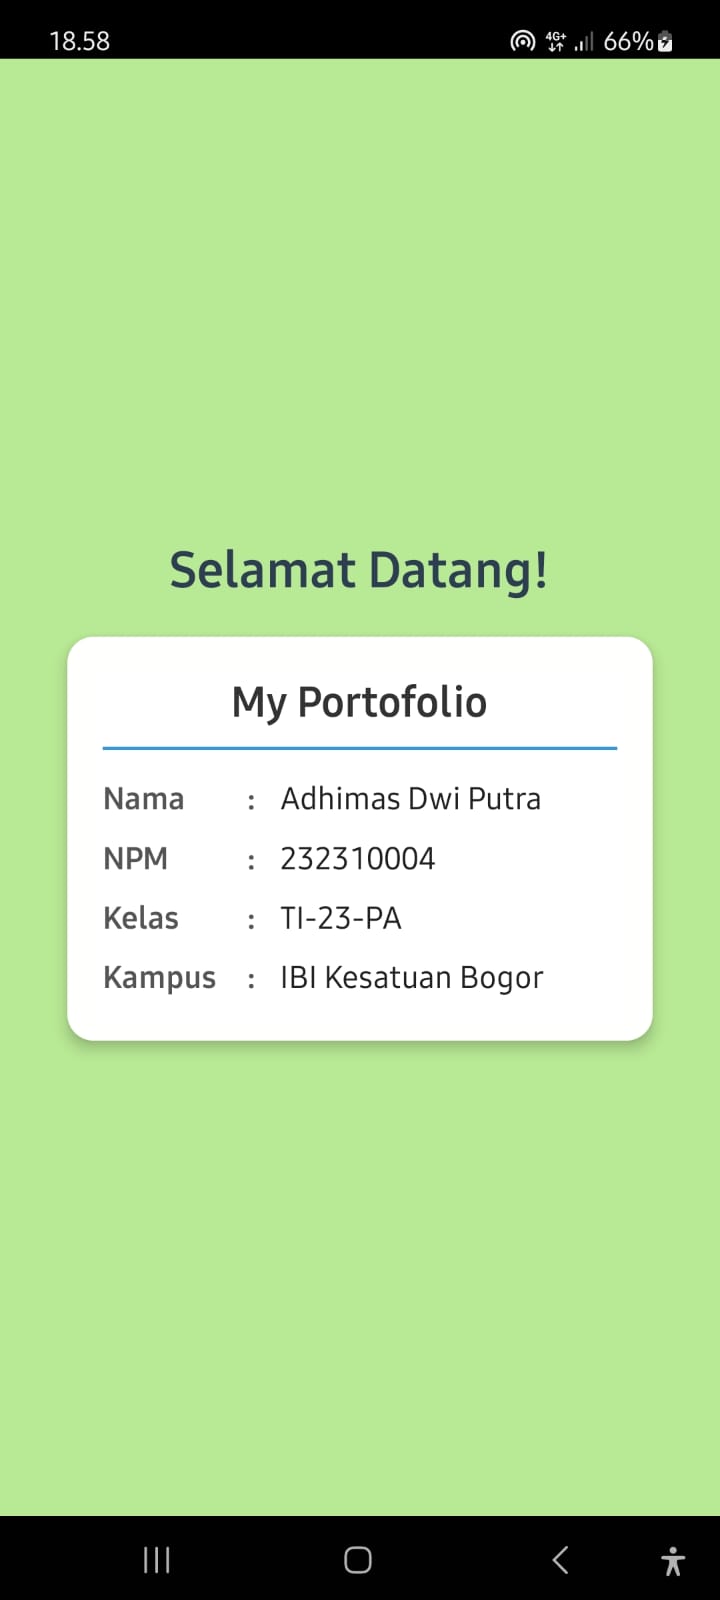 18.58 4G+ 66%
Selamat Datang!
My Portofolio
Nama : Adhimas Dwi Putra
NPM : 232310004
Kelas : TI-23-PA
Kampus : IBI Kesatuan Bogor